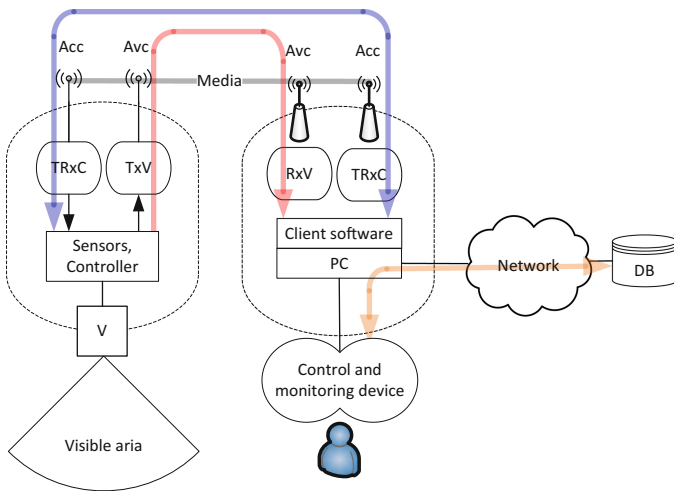 Acc
Avc
Avc
Acc
Media
TRxC
TxV
RxV
TRxC
Sensors,
Controller
Client software
PC
Network
DB
V
Control and
monitoring device
Visible aria